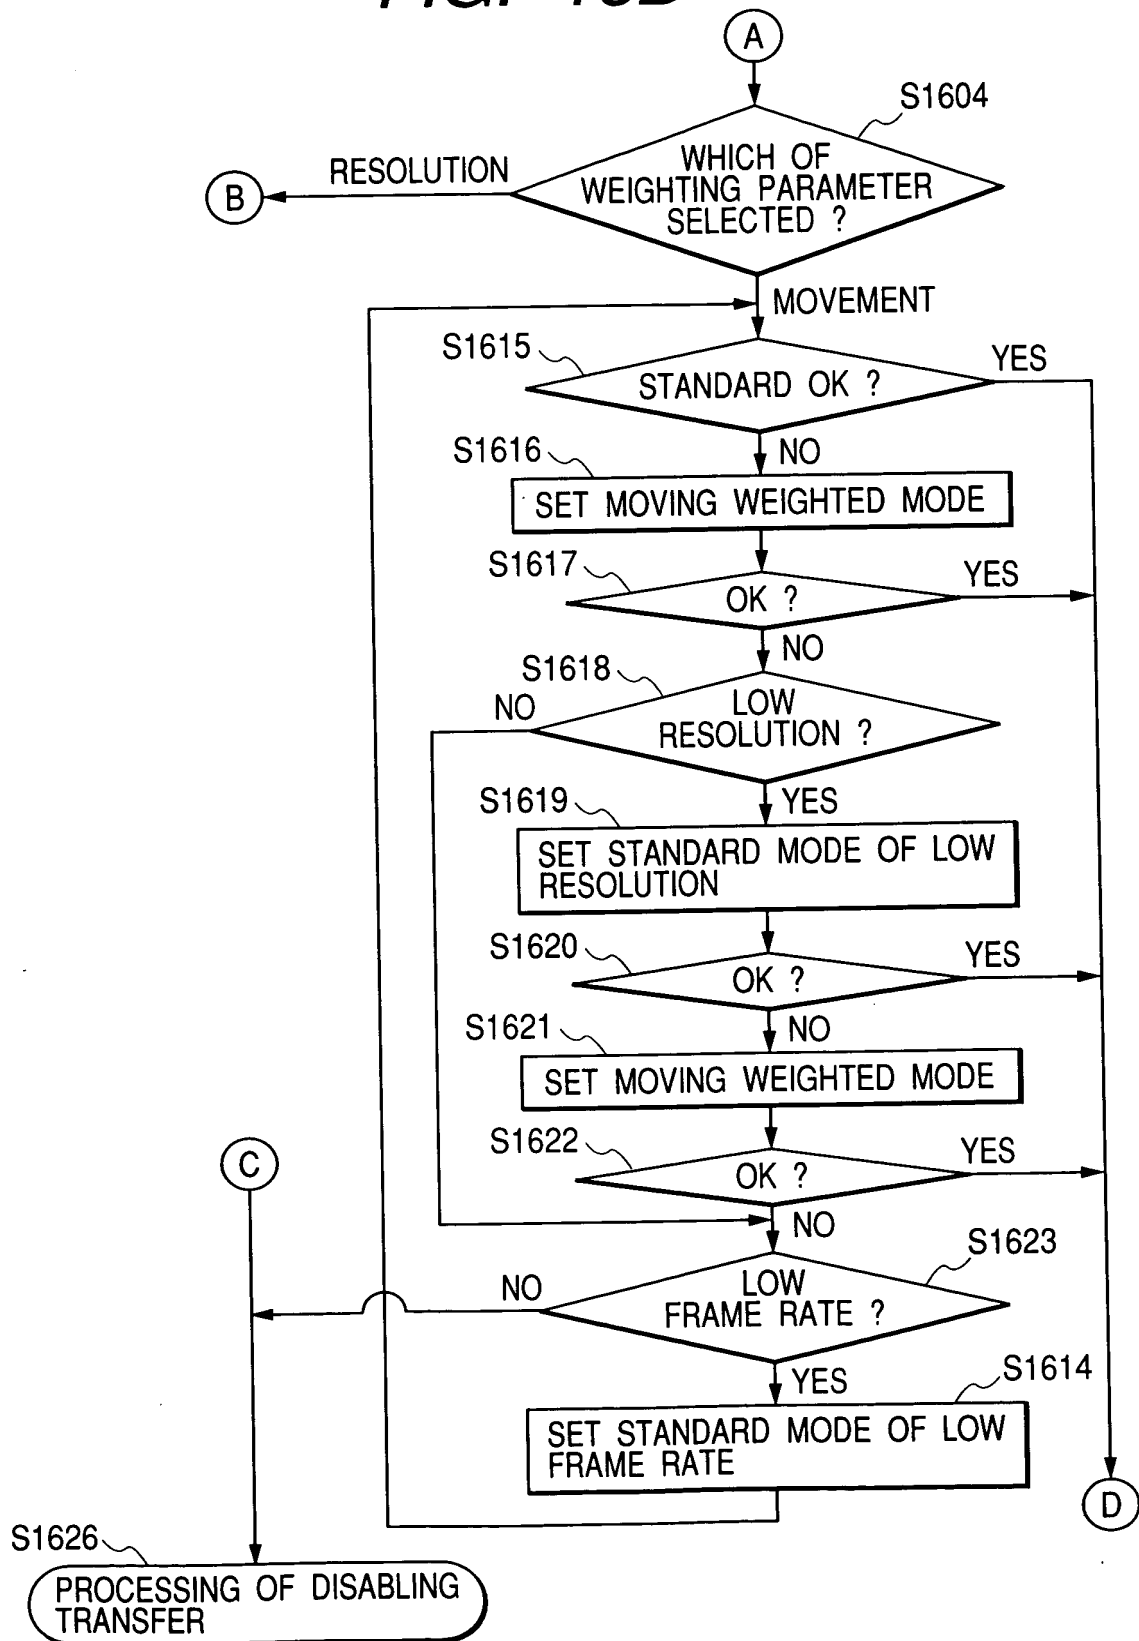 A
S1604
WHICH OF
WEIGHTING PARAMETER
SELECTED ?
RESOLUTION
B
MOVEMENT
S1615
STANDARD OK ?
YES
NO
S1616
SET MOVING WEIGHTED MODE
S1617
OK ?
YES
NO
S1618
LOW
RESOLUTION ?
NO
YES
S1619
SET STANDARD MODE OF LOW
RESOLUTION
S1620
OK ?
YES
NO
S1621
SET MOVING WEIGHTED MODE
S1622
OK ?
YES
NO
C
S1623
LOW
FRAME RATE ?
NO
YES
S1614
SET STANDARD MODE OF LOW
FRAME RATE
D
S1626
PROCESSING OF DISABLING
TRANSFER